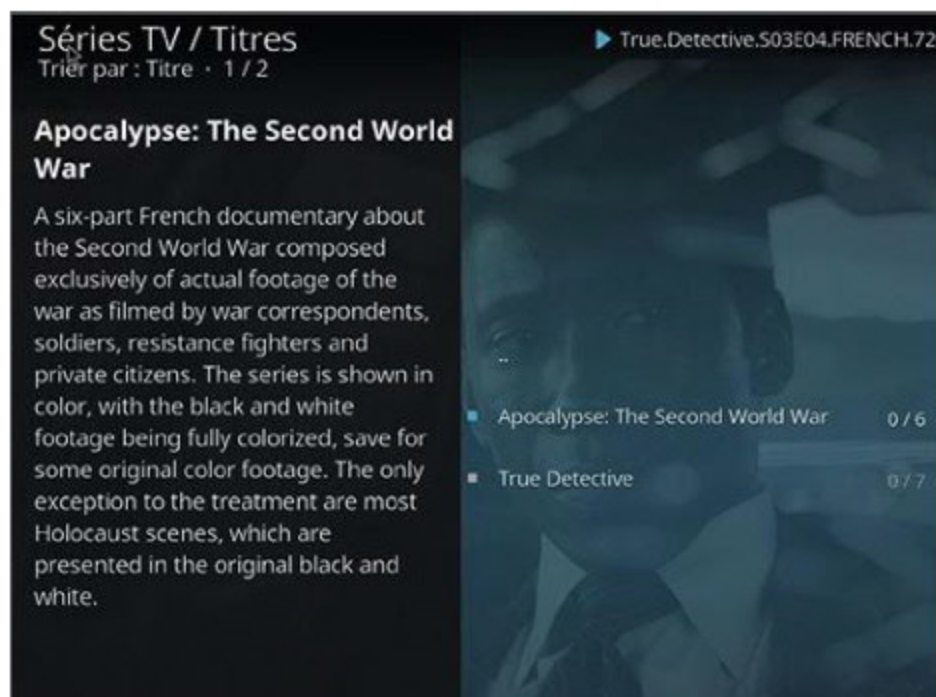 Séries TV / Titres
Trier par : Titre · 1 / 2
True.Detective.S03E04.FRENCH.72
Apocalypse: The Second World
War
A six-part French documentary about
the Second World War composed
exclusively of actual footage of the
war as filmed by war correspondents,
soldiers, resistance fighters and
private citizens. The series is shown in
color, with the black and white
footage being fully colorized, save for
some original color footage. The only
exception to the treatment are most
Holocaust scenes, which are
presented in the original black and
white.
..
Apocalypse: The Second World War 0 / 6
True Detective 0 / 7